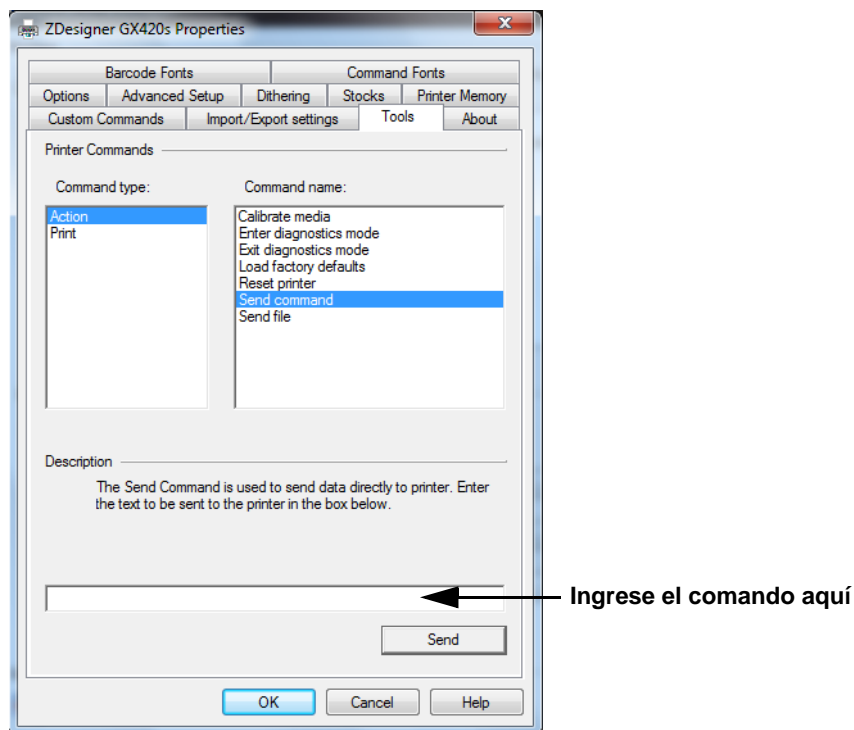 ZDesigner GX420s Properties
Barcode Fonts
Command Fonts
Options
Advanced Setup
Dithering
Stocks
Printer Memory
Custom Commands
Import/Export settings
Tools
About
Printer Commands
Command type:
Command name:
Action
Print
Calibrate media
Enter diagnostics mode
Exit diagnostics mode
Load factory defaults
Reset printer
Send command
Send file
Description
The Send Command is used to send data directly to printer. Enter
the text to be sent to the printer in the box below.
Ingrese el comando aquí
Send
OK
Cancel
Help